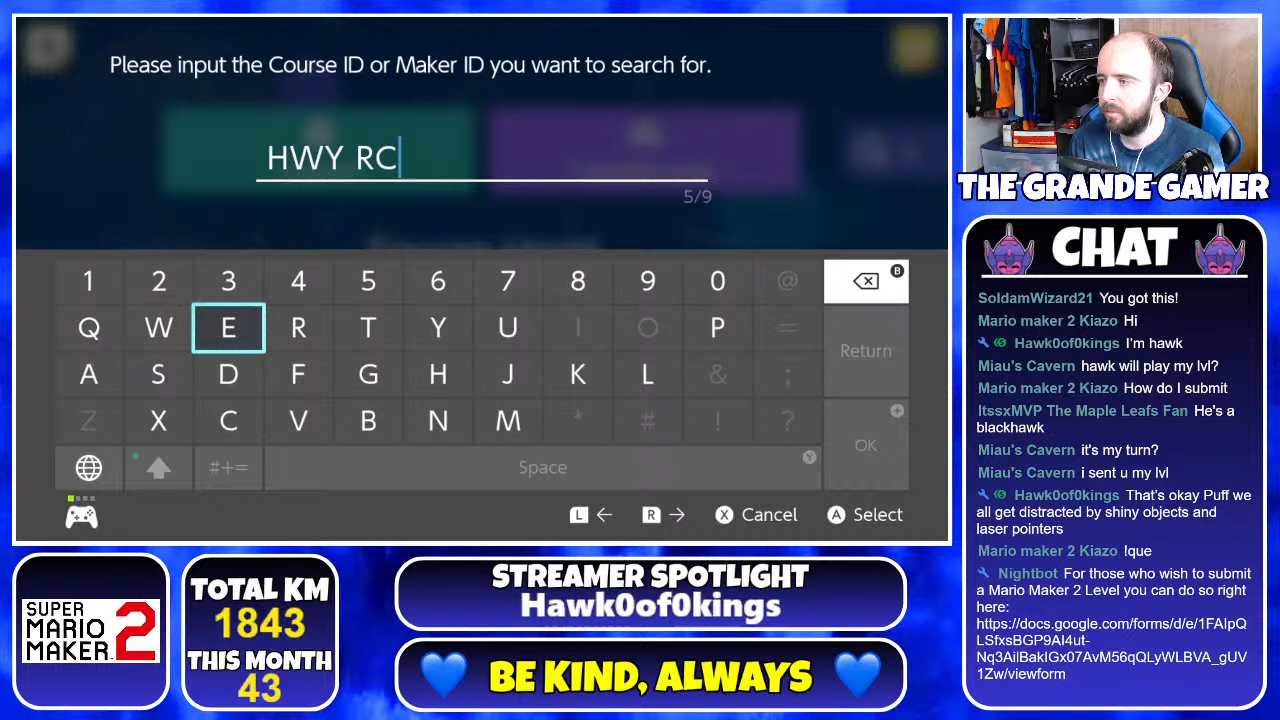 Please input the Course ID or Maker ID you want to search for.
HWY RC
5/9
1 2 3 4 5 6 7 8 9 0 @
Q W E R T Y U I O P =
Return
A S D F G H J K L & ;
Z X C V B N M * # ! ?
OK
#+= Space
L ← R → X Cancel A Select
THE GRANDE GAMER
CHAT
SoldamWizard21 You got this!
Mario maker 2 Kiazo Hi
Hawk0of0kings I'm hawk
Miau's Cavern hawk will play my lvl?
Mario maker 2 Kiazo How do I submit
ItssxMVP The Maple Leafs Fan He's a
blackhawk
Miau's Cavern it's my turn?
Miau's Cavern i sent u my lvl
Hawk0of0kings That's okay Puff we
all get distracted by shiny objects and
laser pointers
Mario maker 2 Kiazo !que
Nightbot For those who wish to submit
a Mario Maker 2 Level you can do so right
here:
https://docs.google.com/forms/d/e/1FAIpQ
LSfxsBGP9AI4ut-
Nq3AilBakIGx07AvM56qQLyWLBVA_gUV
1Zw/viewform
SUPER
MARIO
MAKER 2
TOTAL KM
1843
THIS MONTH
43
STREAMER SPOTLIGHT
Hawk0of0kings
BE KIND, ALWAYS